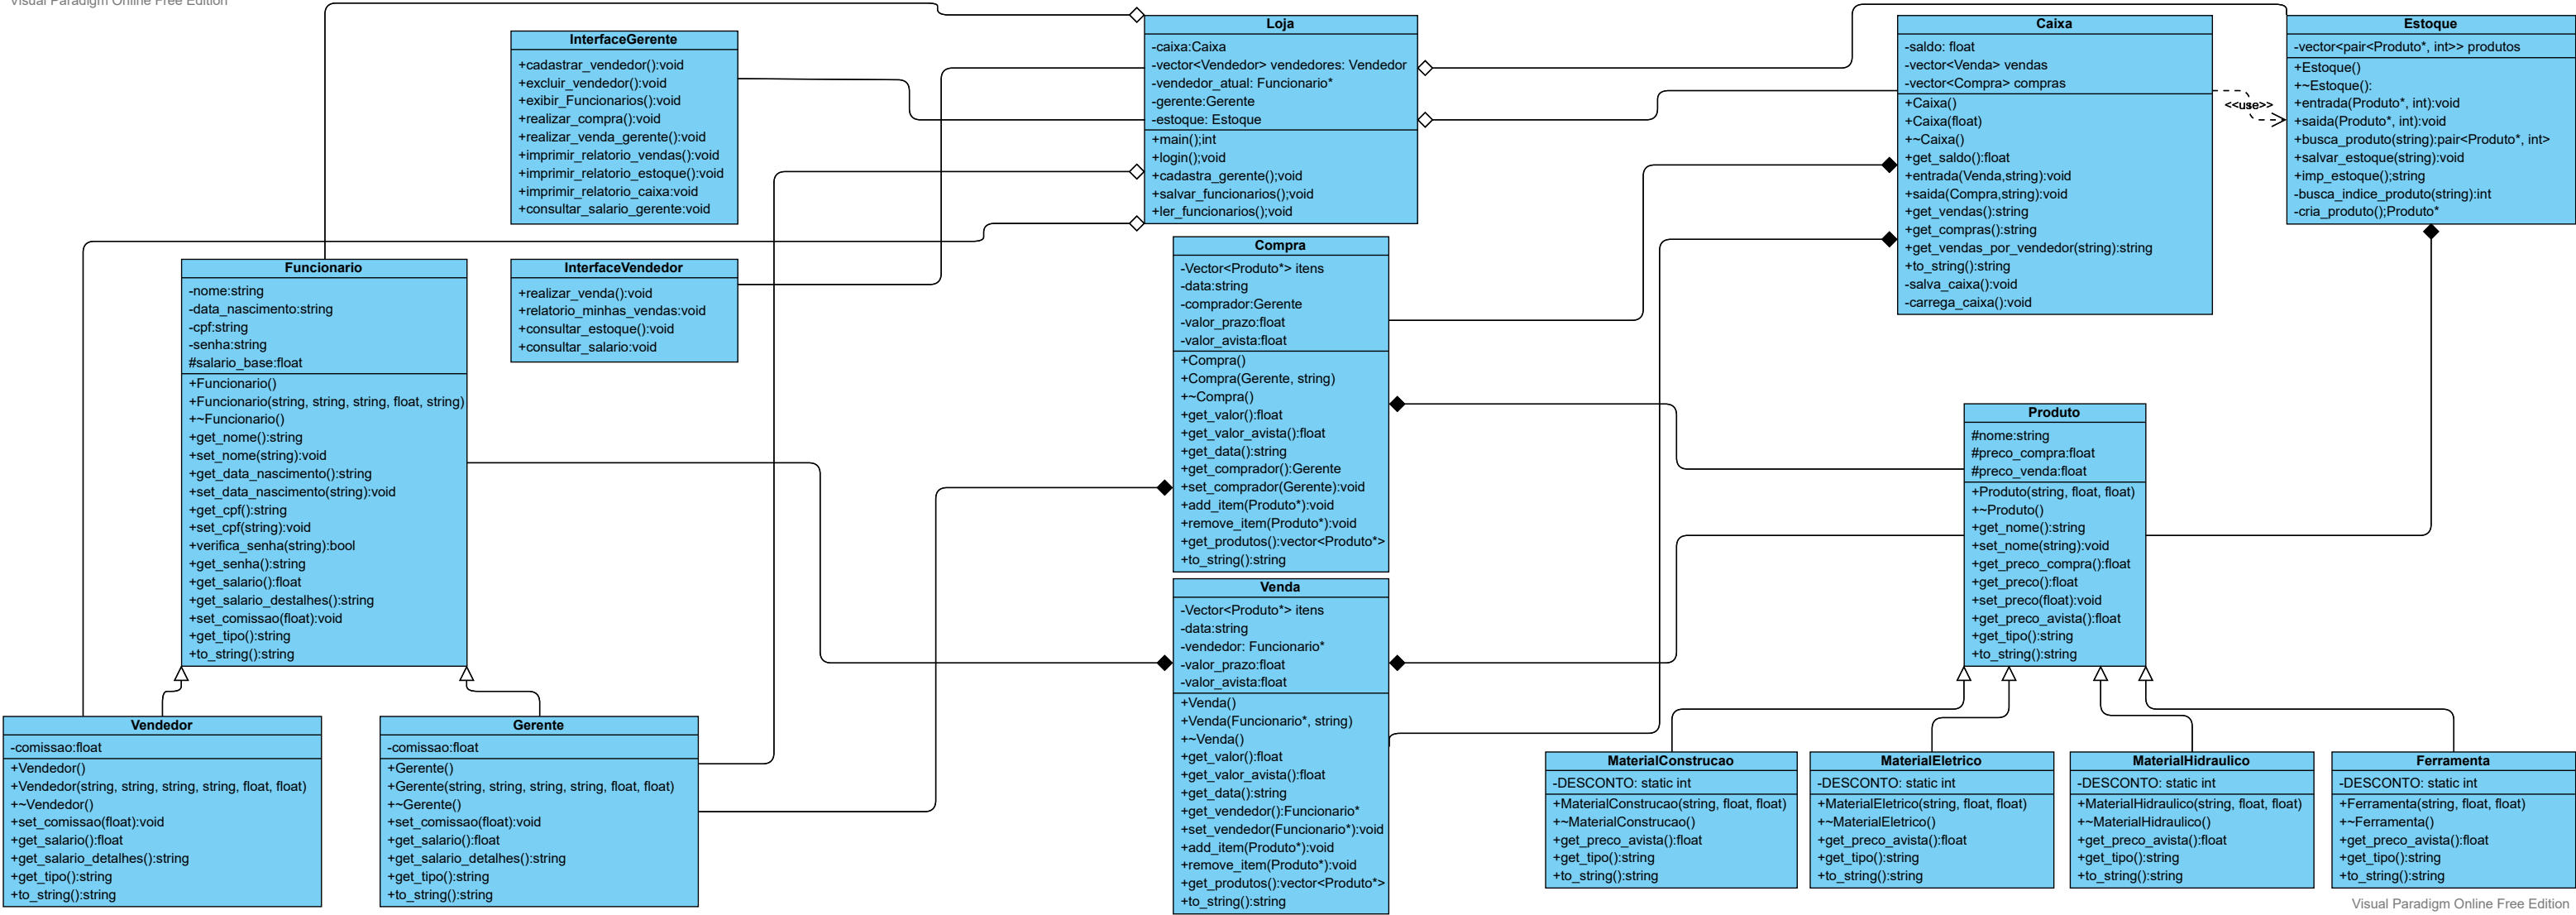 Visual Paradigm Online Free Edition
InterfaceGerente
+cadastrar_vendedor():void
+excluir_vendedor():void
+exibir_Funcionarios():void
+realizar_compra():void
+realizar_venda_gerente():void
+imprimir_relatorio_vendas():void
+imprimir_relatorio_estoque():void
+imprimir_relatorio_caixa:void
+consultar_salario_gerente:void
Loja
-caixa:Caixa
-vector<Vendedor> vendedores: Vendedor
-vendedor_atual: Funcionario*
-gerente:Gerente
-estoque: Estoque
+main();int
+login();void
+cadastra_gerente();void
+salvar_funcionarios();void
+ler_funcionarios();void
Caixa
-saldo: float
-vector<Venda> vendas
-vector<Compra> compras
+Caixa()
+Caixa(float)
+~Caixa()
+get_saldo():float
+entrada(Venda,string):void
+saida(Compra,string):void
+get_vendas():string
+get_compras():string
+get_vendas_por_vendedor(string):string
+to_string():string
-salva_caixa():void
-carrega_caixa():void
<<use>>
Estoque
-vector<pair<Produto*, int>> produtos
+Estoque()
+~Estoque():
+entrada(Produto*, int):void
+saida(Produto*, int):void
+busca_produto(string):pair<Produto*, int>
+salvar_estoque(string):void
+imp_estoque();string
-busca_indice_produto(string):int
-cria_produto();Produto*
Funcionario
-nome:string
-data_nascimento:string
-cpf:string
-senha:string
#salario_base:float
+Funcionario()
+Funcionario(string, string, string, float, string)
+~Funcionario()
+get_nome():string
+set_nome(string):void
+get_data_nascimento():string
+set_data_nascimento(string):void
+get_cpf():string
+set_cpf(string):void
+verifica_senha(string):bool
+get_senha():string
+get_salario():float
+get_salario_destalhes():string
+set_comissao(float):void
+get_tipo():string
+to_string():string
InterfaceVendedor
+realizar_venda():void
+relatorio_minhas_vendas:void
+consultar_estoque():void
+consultar_salario:void
Compra
-Vector<Produto*> itens
-data:string
-comprador:Gerente
-valor_prazo:float
-valor_avista:float
+Compra()
+Compra(Gerente, string)
+~Compra()
+get_valor():float
+get_valor_avista():float
+get_data():string
+get_comprador():Gerente
+set_comprador(Gerente):void
+add_item(Produto*):void
+remove_item(Produto*):void
+get_produtos():vector<Produto*>
+to_string():string
Produto
#nome:string
#preco_compra:float
#preco_venda:float
+Produto(string, float, float)
+~Produto()
+get_nome():string
+set_nome(string):void
+get_preco_compra():float
+get_preco():float
+set_preco(float):void
+get_preco_avista():float
+get_tipo():string
+to_string():string
Venda
-Vector<Produto*> itens
-data:string
-vendedor: Funcionario*
-valor_prazo:float
-valor_avista:float
+Venda()
+Venda(Funcionario*, string)
+~Venda()
+get_valor():float
+get_valor_avista():float
+get_data():string
+get_vendedor():Funcionario*
+set_vendedor(Funcionario*):void
+add_item(Produto*):void
+remove_item(Produto*):void
+get_produtos():vector<Produto*>
+to_string():string
Vendedor
-comissao:float
+Vendedor()
+Vendedor(string, string, string, string, float, float)
+~Vendedor()
+set_comissao(float):void
+get_salario():float
+get_salario_detalhes():string
+get_tipo():string
+to_string():string
Gerente
-comissao:float
+Gerente()
+Gerente(string, string, string, string, float, float)
+~Gerente()
+set_comissao(float):void
+get_salario():float
+get_salario_detalhes():string
+get_tipo():string
+to_string():string
MaterialConstrucao
-DESCONTO: static int
+MaterialConstrucao(string, float, float)
+~MaterialConstrucao()
+get_preco_avista():float
+get_tipo():string
+to_string():string
MaterialEletrico
-DESCONTO: static int
+MaterialEletrico(string, float, float)
+~MaterialEletrico()
+get_preco_avista():float
+get_tipo():string
+to_string():string
MaterialHidraulico
-DESCONTO: static int
+MaterialHidraulico(string, float, float)
+~MaterialHidraulico()
+get_preco_avista():float
+get_tipo():string
+to_string():string
Ferramenta
-DESCONTO: static int
+Ferramenta(string, float, float)
+~Ferramenta()
+get_preco_avista():float
+get_tipo():string
+to_string():string
Visual Paradigm Online Free Edition